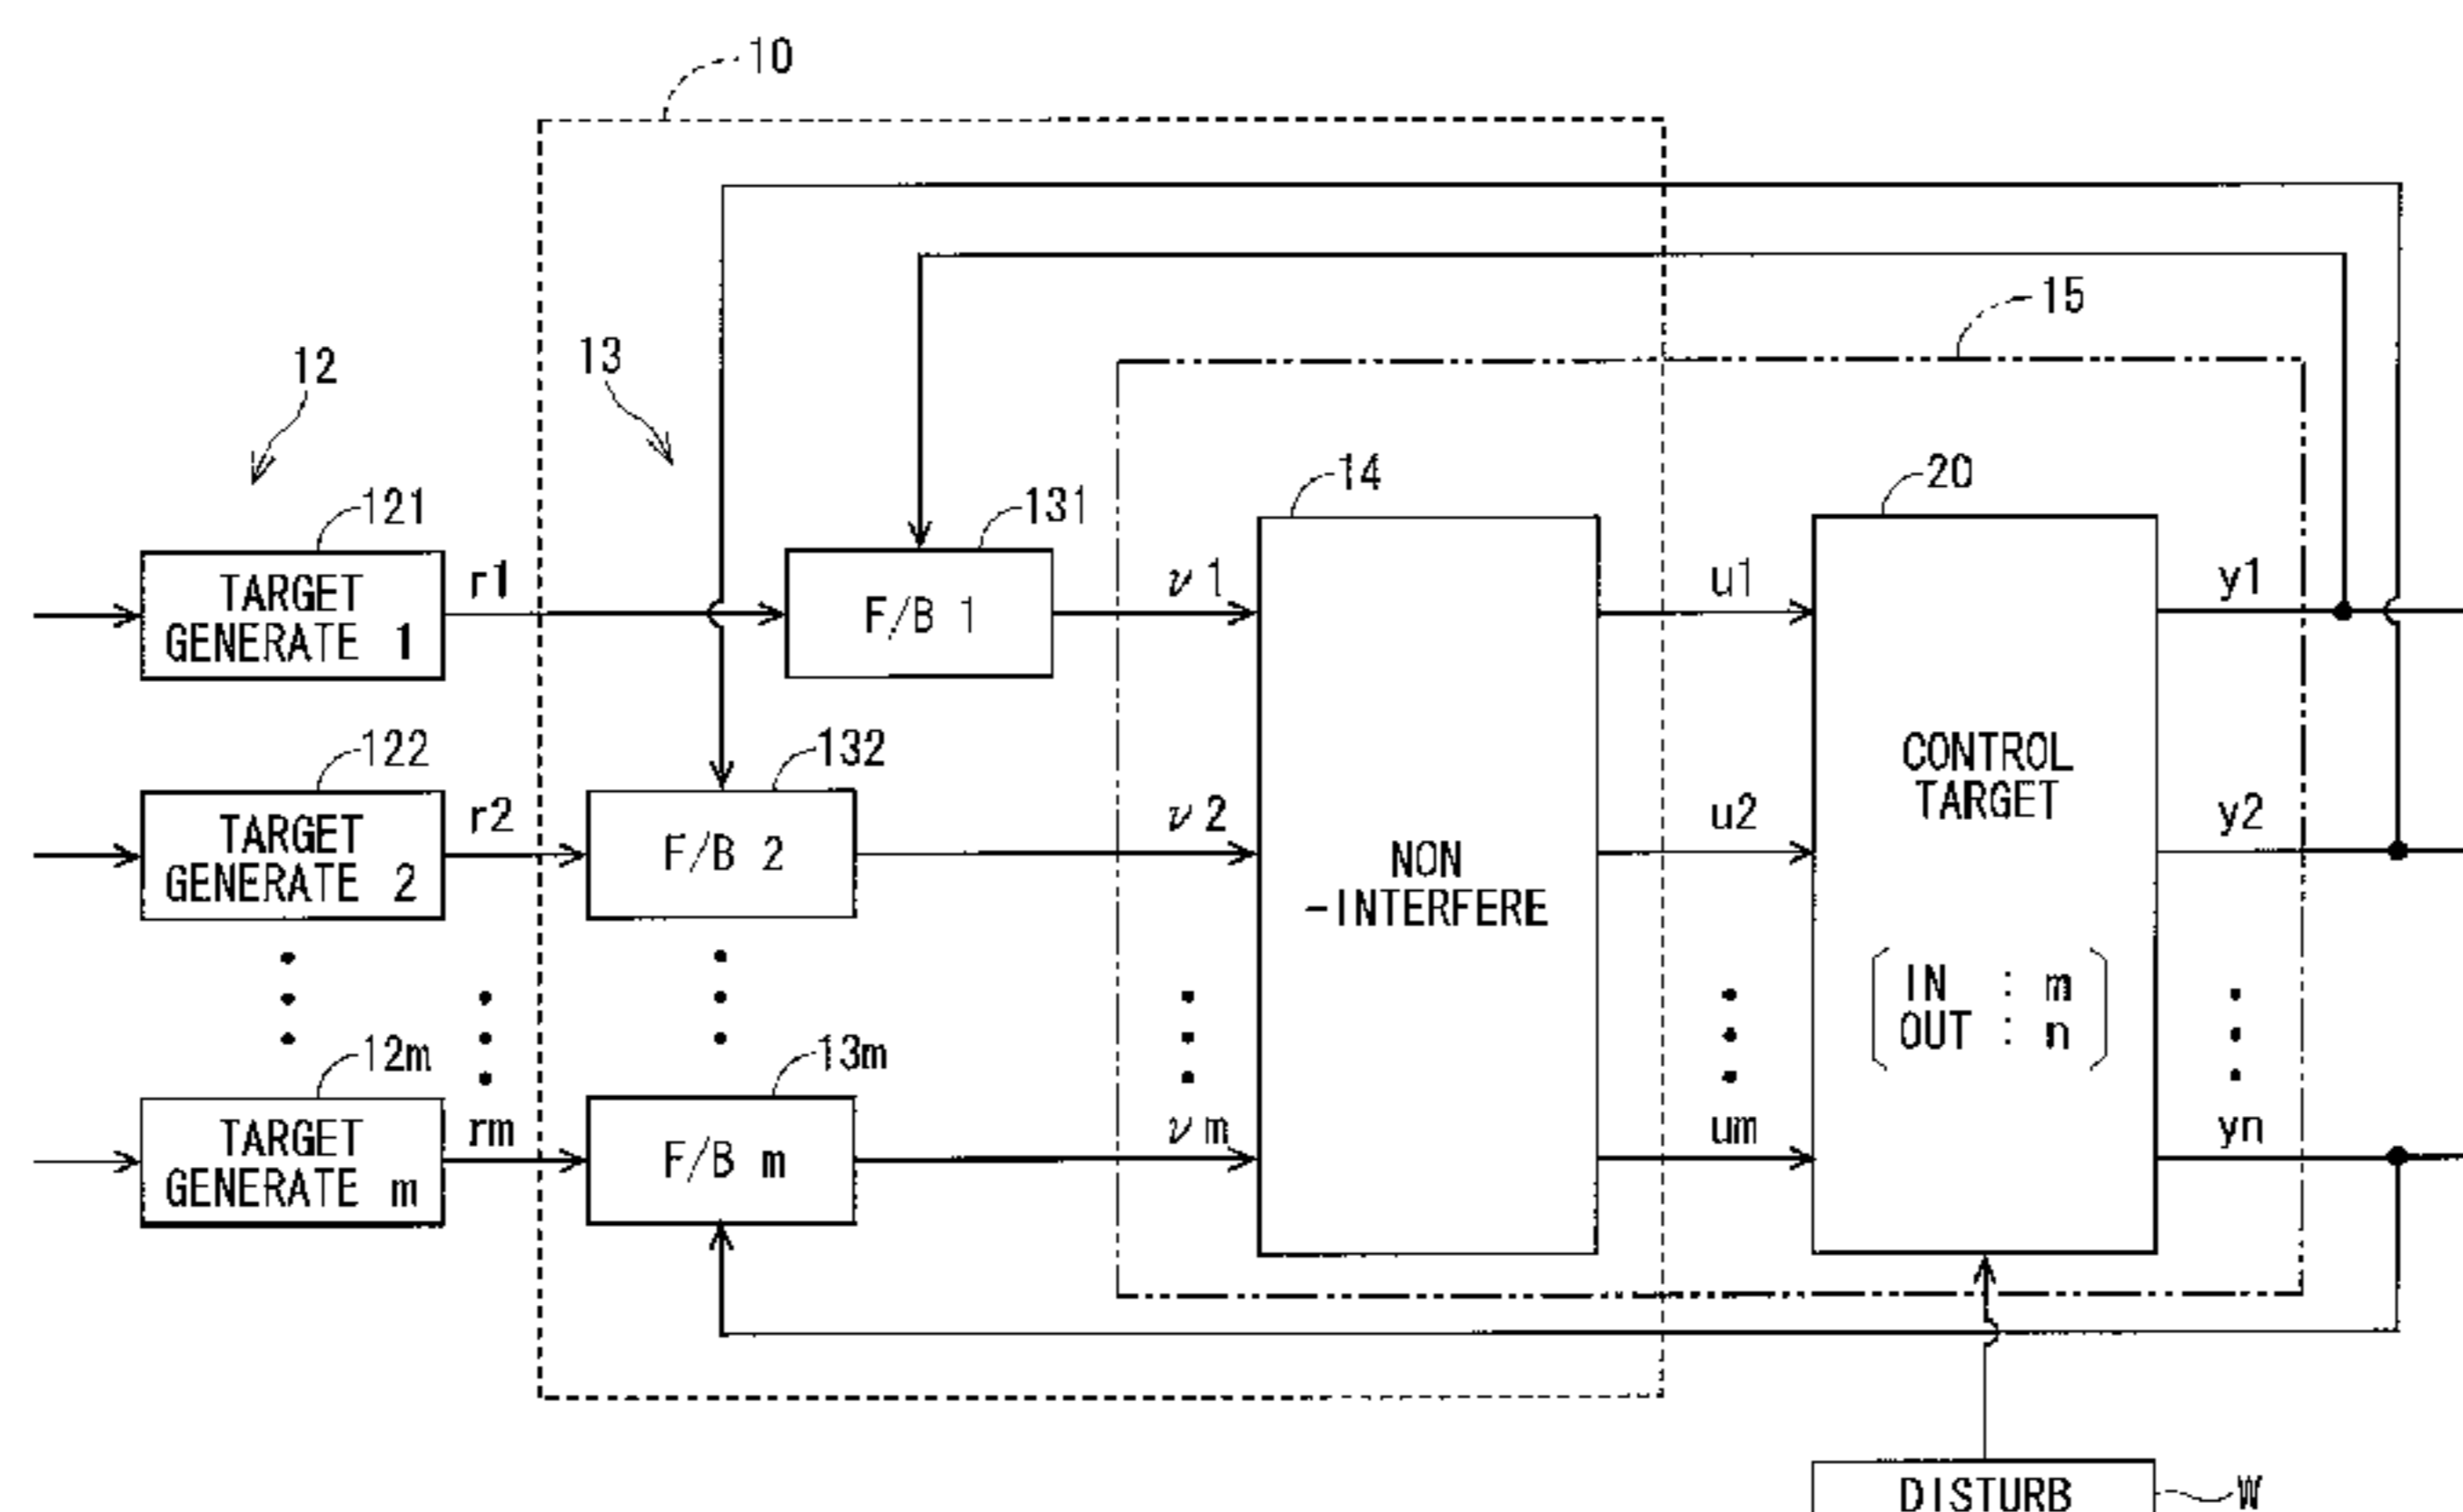 10
15
12
13
14
20
121
131
TARGET
GENERATE 1
r1
F/B 1
ν1
u1
y1
122
132
CONTROL
TARGET
TARGET
GENERATE 2
r2
F/B 2
ν2
NON
-INTERFERE
u2
y2
IN : m
OUT : n
12m
13m
TARGET
GENERATE m
rm
F/B m
νm
um
yn
DISTURB
W